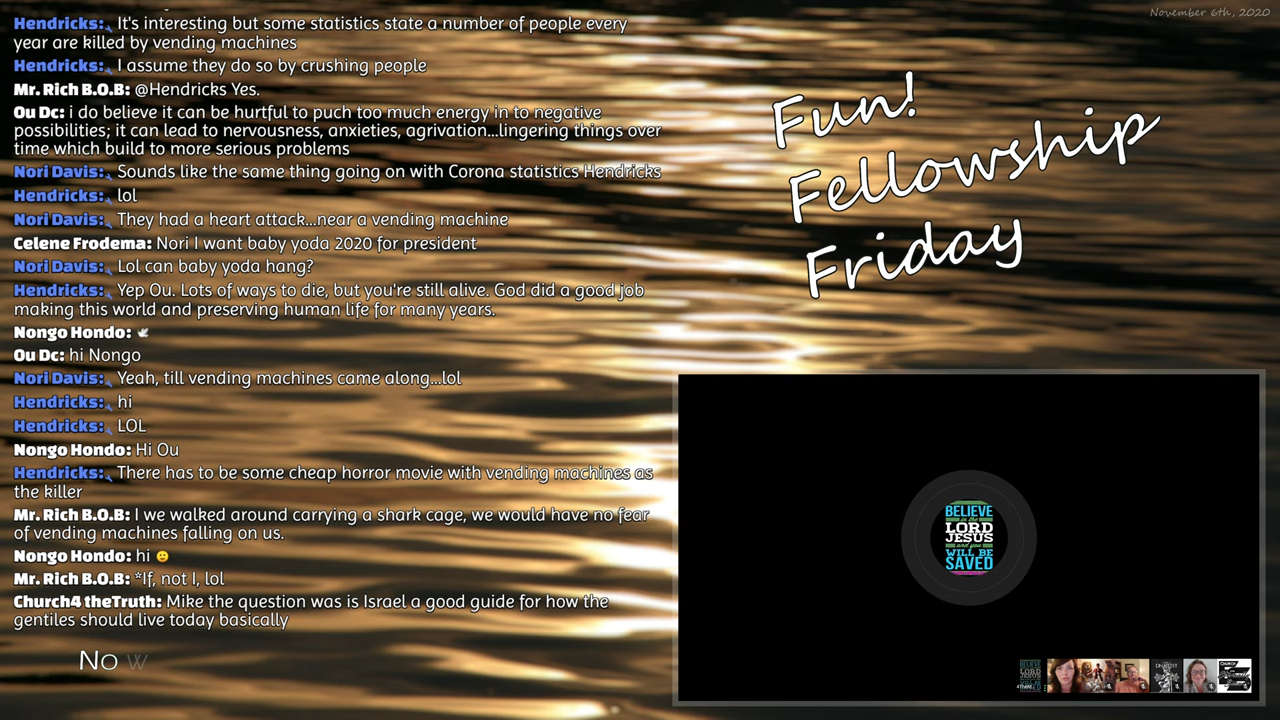 November 6th, 2020
Hendricks: It's interesting but some statistics state a number of people every
year are killed by vending machines
Hendricks: I assume they do so by crushing people
Mr. Rich B.O.B: @Hendricks Yes.
Ou Dc: i do believe it can be hurtful to puch too much energy in to negative
possibilities; it can lead to nervousness, anxieties, agrivation...lingering things over
time which build to more serious problems
Nori Davis: Sounds like the same thing going on with Corona statistics Hendricks
Hendricks: lol
Nori Davis: They had a heart attack...near a vending machine
Celene Frodema: Nori I want baby yoda 2020 for president
Nori Davis: Lol can baby yoda hang?
Hendricks: Yep Ou. Lots of ways to die, but you're still alive. God did a good job
making this world and preserving human life for many years.
Nongo Hondo: 🕊
Ou Dc: hi Nongo
Nori Davis: Yeah, till vending machines came along...lol
Hendricks: hi
Hendricks: LOL
Nongo Hondo: Hi Ou
Hendricks: There has to be some cheap horror movie with vending machines as
the killer
Mr. Rich B.O.B: I we walked around carrying a shark cage, we would have no fear
of vending machines falling on us.
Nongo Hondo: hi 🙂
Mr. Rich B.O.B: *If, not I, lol
Church4 theTruth: Mike the question was is Israel a good guide for how the
gentiles should live today basically
Now
Fun!
Fellowship
Friday
BELIEVE
in the
LORD
JESUS
and you
WILL BE
SAVED